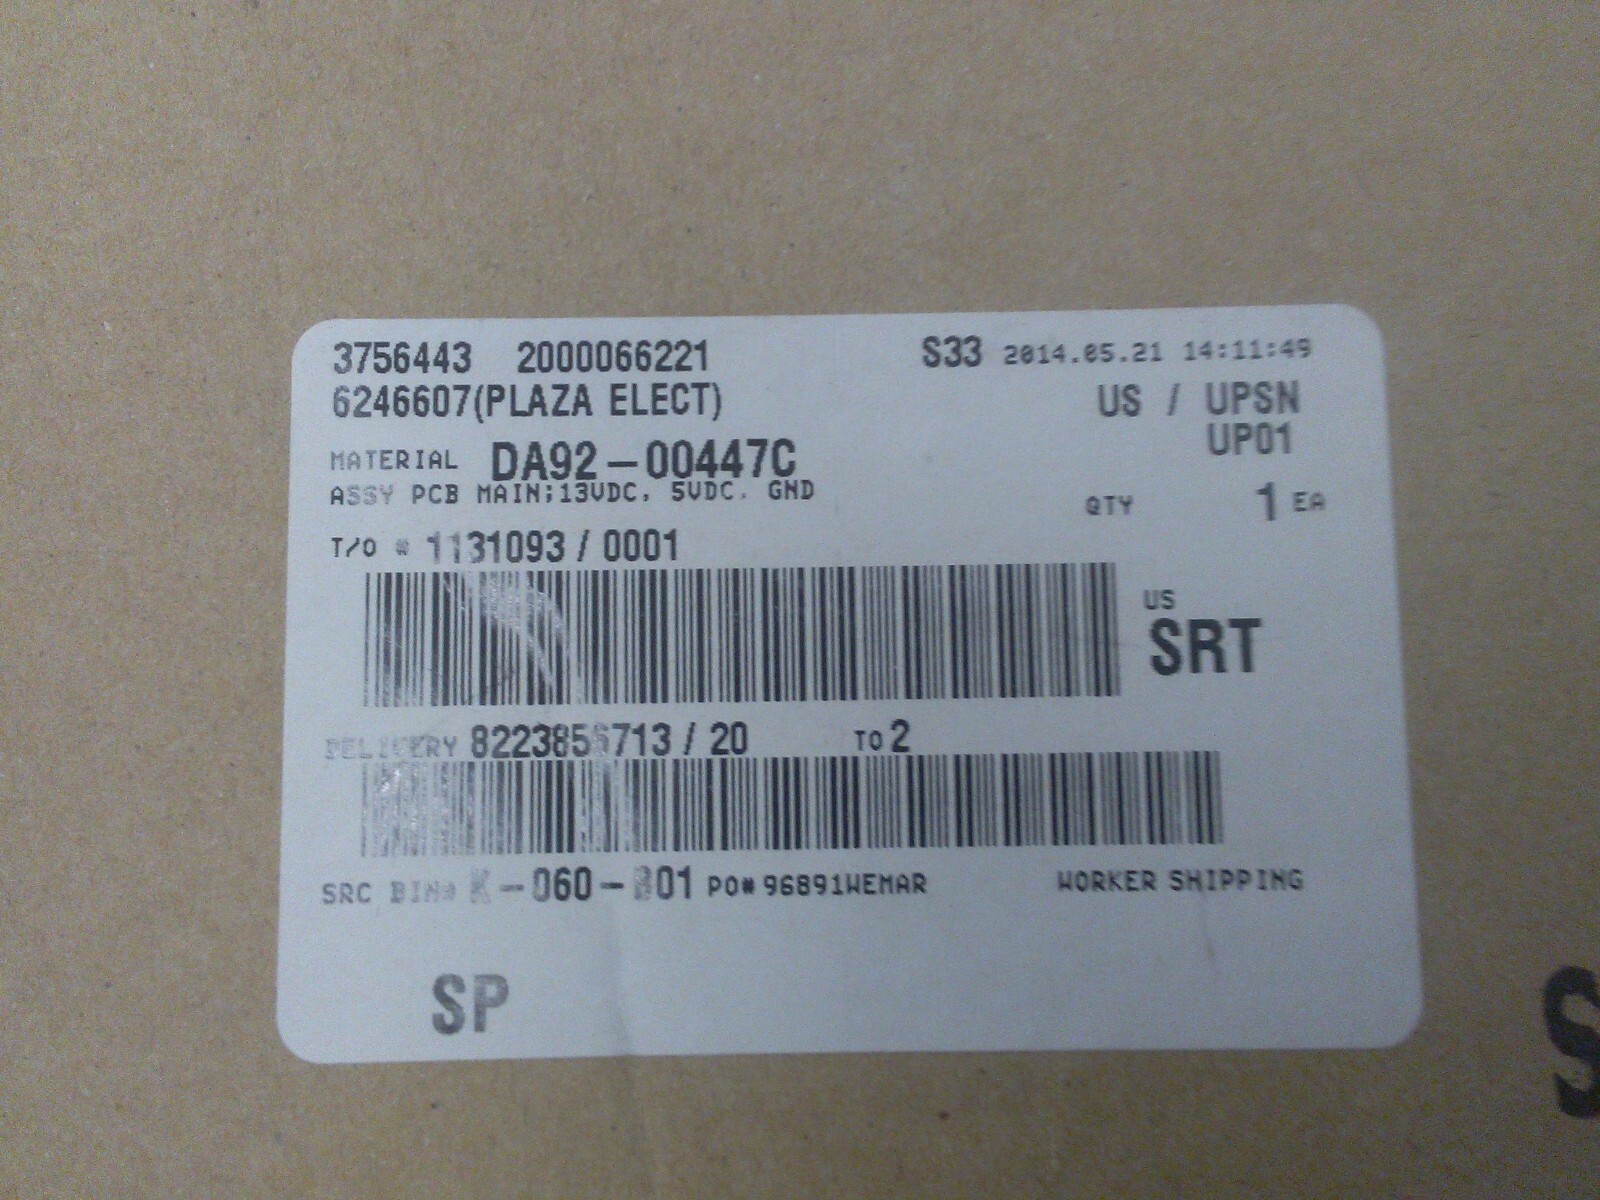 3756443 2000066221 S33 2014.05.21 14:11:49
6246607(PLAZA ELECT) US / UPSN
UP01
MATERIAL DA92-00447C
ASSY PCB MAIN;13VDC, 5VDC, GND
QTY 1 EA
T/O # 1131093 / 0001
US
SRT
DELIVERY 8223856713 / 20 TO 2
SRC BIN# K-060-B01 PO# 96891WEMAR WORKER SHIPPING
SP